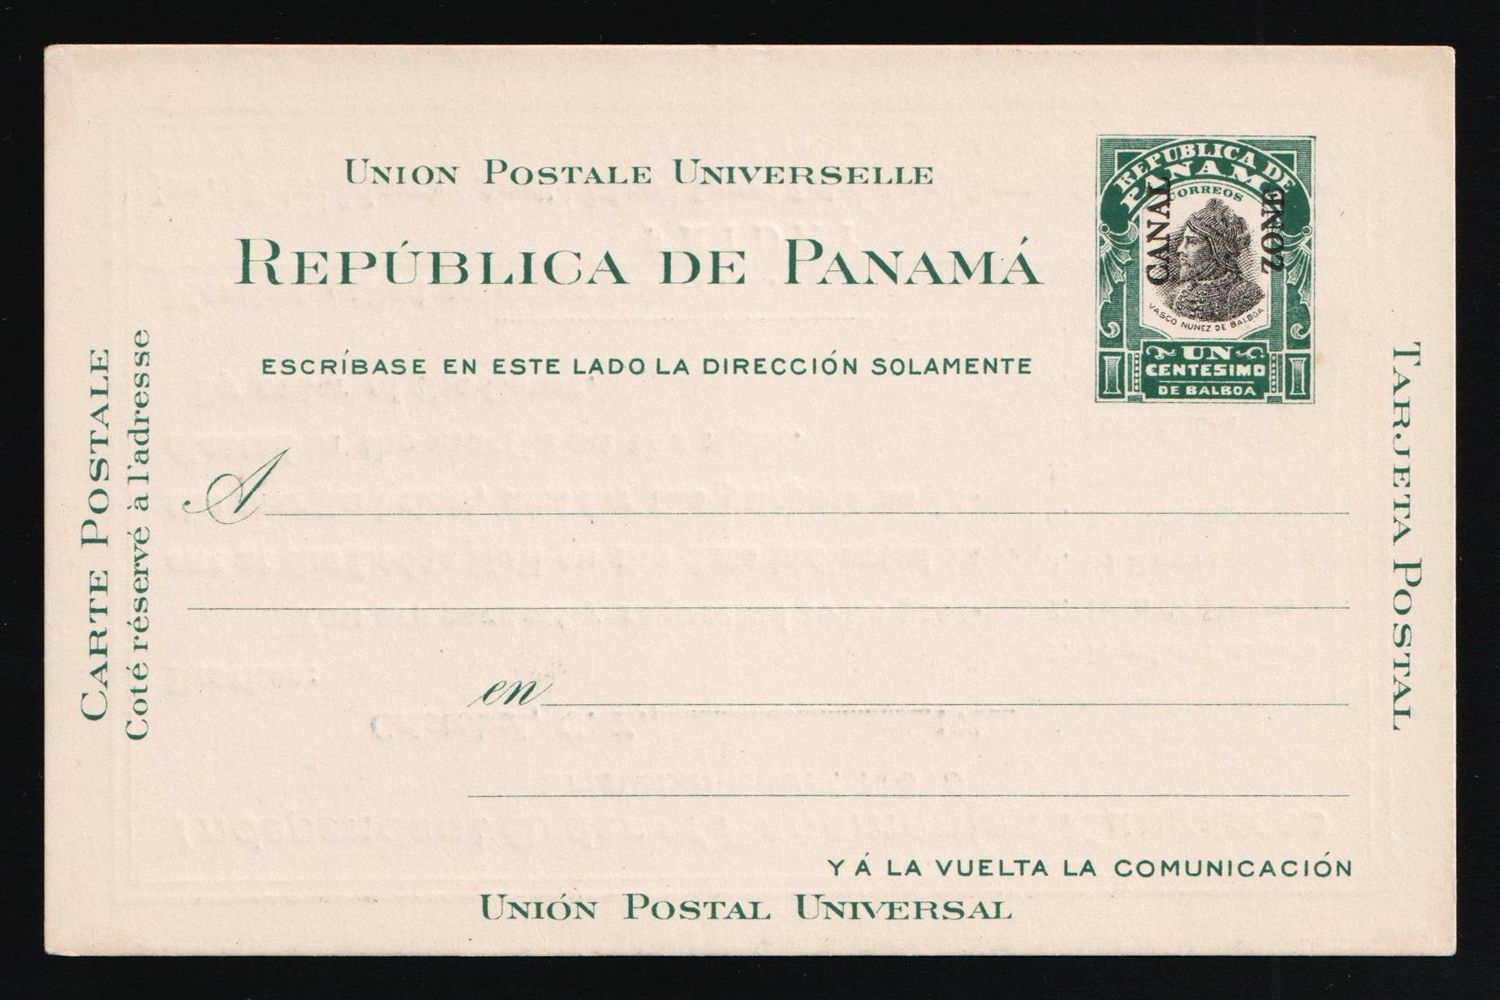 UNION POSTALE UNIVERSELLE
REPÚBLICA DE PANAMÁ
ESCRÍBASE EN ESTE LADO LA DIRECCIÓN SOLAMENTE
REPUBLICA DE
PANAMA
CORREOS
CANAL
ZONE
VASCO NUNEZ DE BALBOA
1 UN 1
CENTESIMO
DE BALBOA
CARTE POSTALE
Coté réservé à l'adresse
TARJETA POSTAL
A
en
Y Á LA VUELTA LA COMUNICACIÓN
UNIÓN POSTAL UNIVERSAL